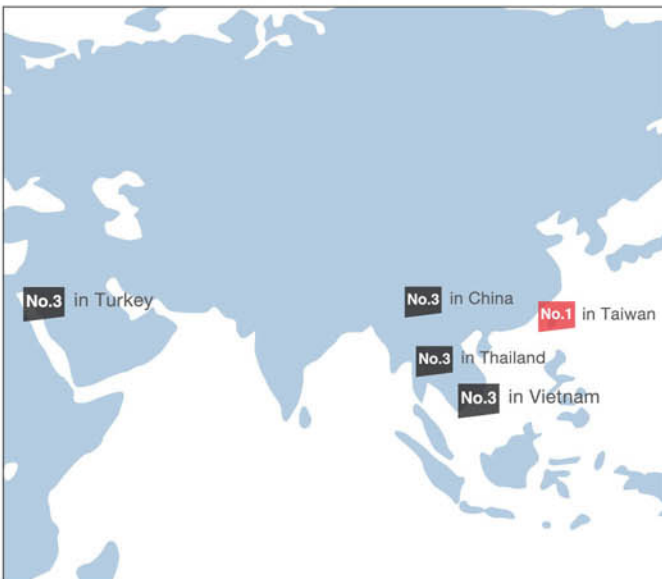 No.3 in Turkey
No.3 in China
No.1 in Taiwan
No.3 in Thailand
No.3 in Vietnam